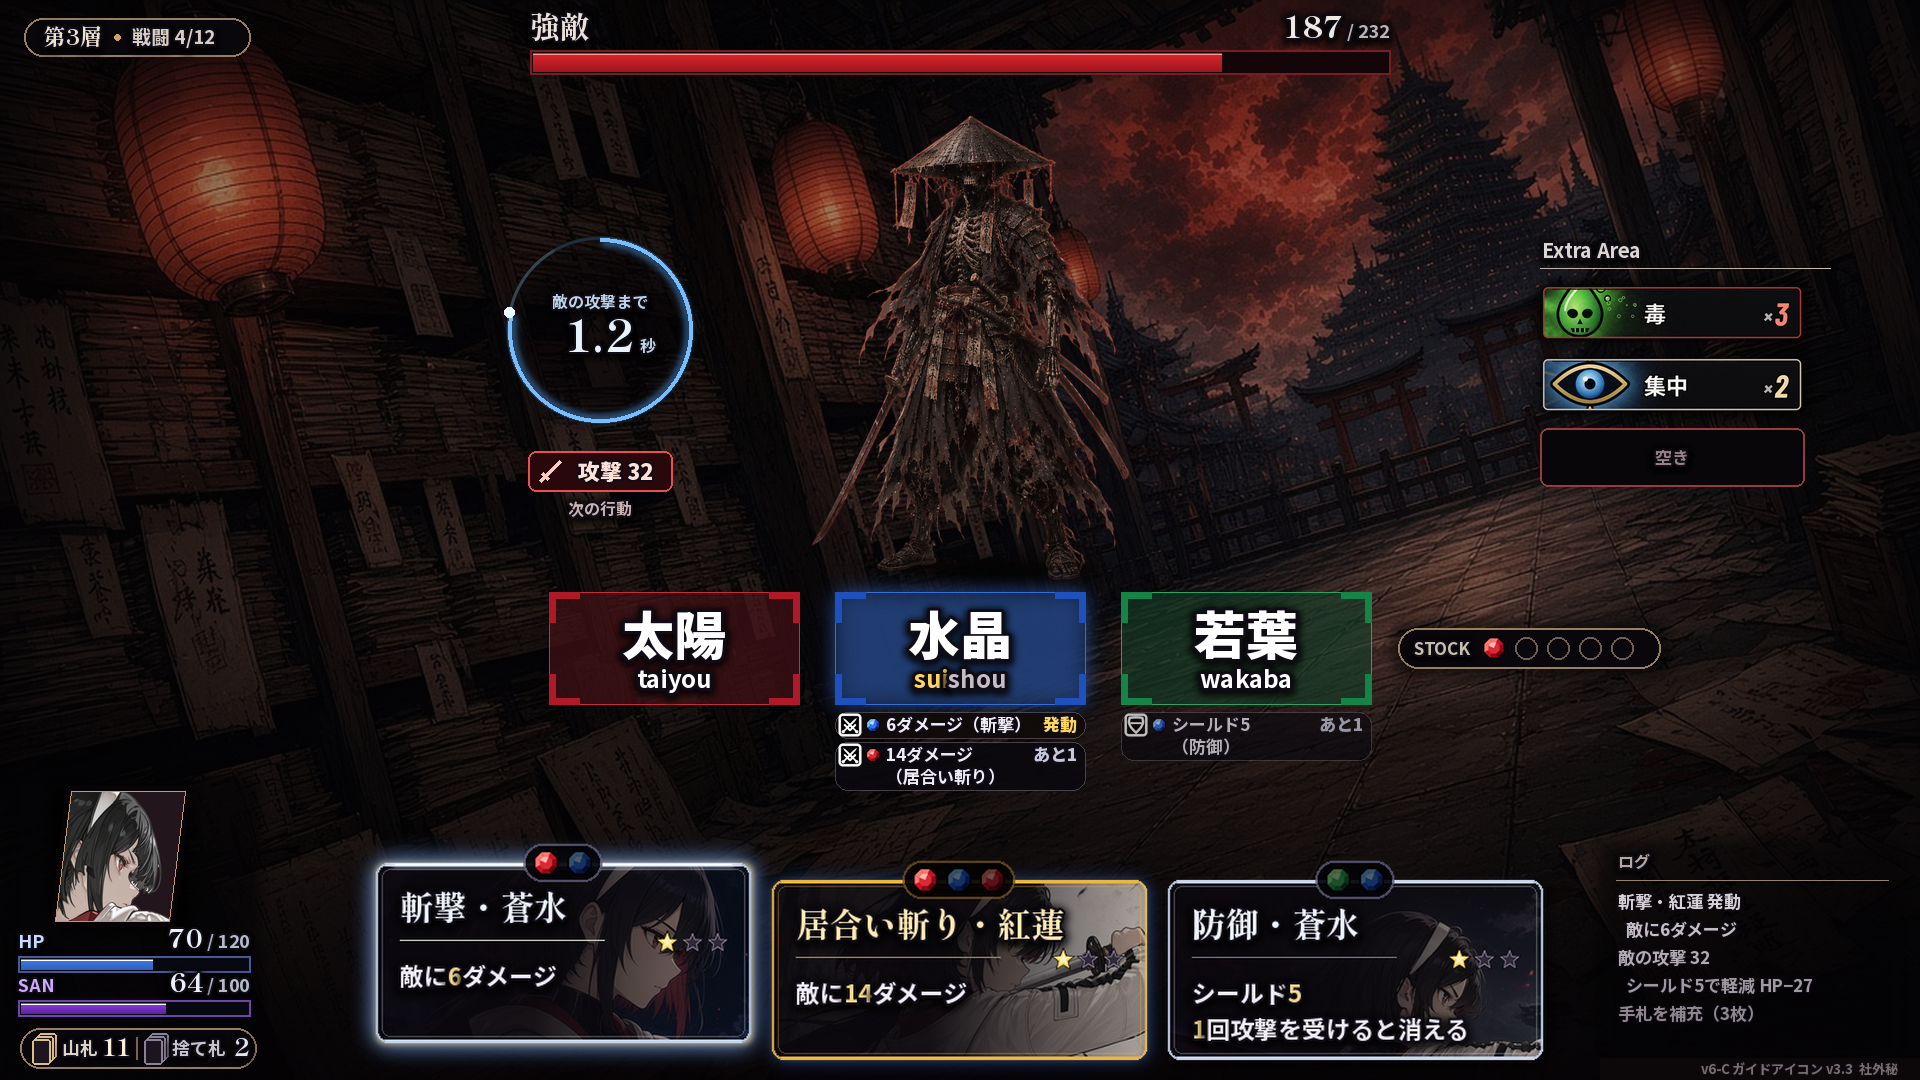 第3層 • 戦闘 4/12
強敵
187 / 232
敵の攻撃まで
1.2 秒
攻撃 32
次の行動
Extra Area
毒 ×3
集中 ×2
空き
太陽
taiyou
水晶
suishou
若葉
wakaba
STOCK
6ダメージ（斬撃） 発動
14ダメージ あと1
（居合い斬り）
シールド5 あと1
（防御）
斬撃・蒼水
敵に6ダメージ
居合い斬り・紅蓮
敵に14ダメージ
防御・蒼水
シールド5
1回攻撃を受けると消える
HP 70 / 120
SAN 64 / 100
山札 11 | 捨て札 2
ログ
斬撃・紅蓮 発動
敵に6ダメージ
敵の攻撃 32
シールド5で軽減 HP−27
手札を補充（3枚）
v6-C ガイドアイコン v3.3 社外秘